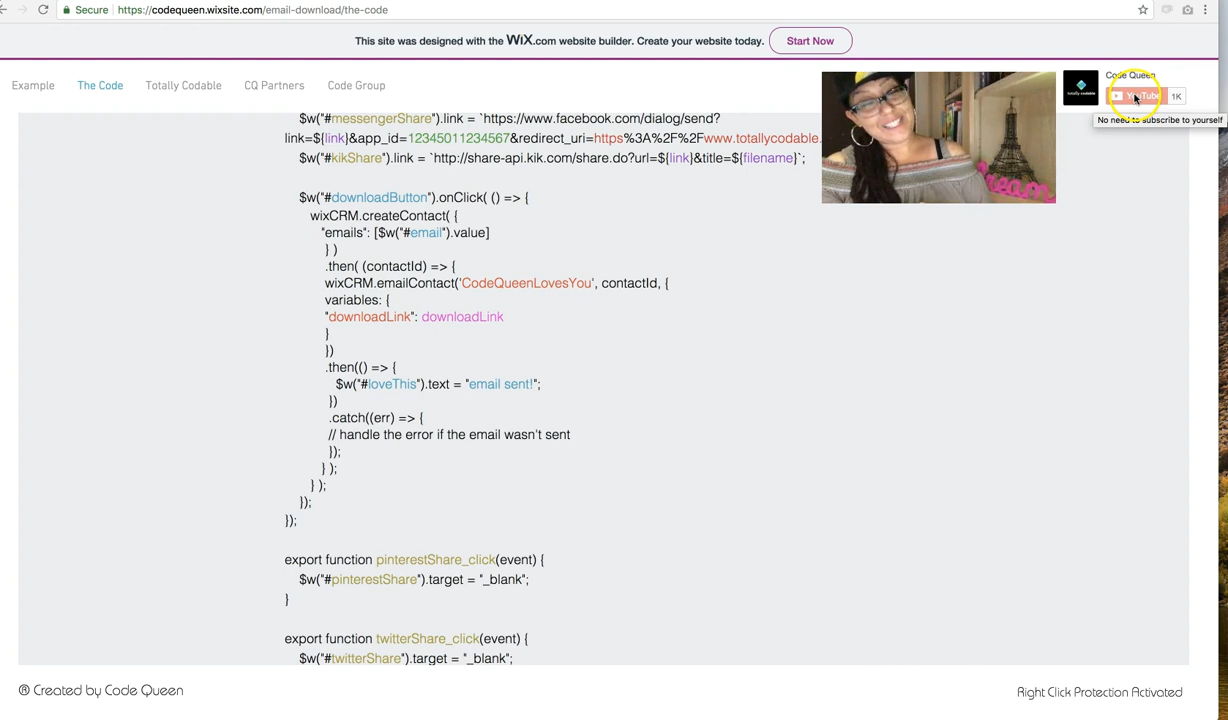 Secure https://codequeen.wixsite.com/email-download/the-code
This site was designed with the WiX.com website builder. Create your website today. Start Now
Example The Code Totally Codable CQ Partners Code Group
Code Queen
totally codable
YouTube 1K
No need to subscribe to yourself
dream
$w("#messengerShare").link = `https://www.facebook.com/dialog/send?
link=${link}&app_id=12345011234567&redirect_uri=https%3A%2F%2Fwww.totallycodable.
$w("#kikShare").link = `http://share-api.kik.com/share.do?url=${link}&title=${filename}`;
$w("#downloadButton").onClick( () => {
wixCRM.createContact( {
"emails": [$w("#email").value]
} )
.then( (contactId) => {
wixCRM.emailContact('CodeQueenLovesYou', contactId, {
variables: {
"downloadLink": downloadLink
}
})
.then(() => {
$w("#loveThis").text = "email sent!";
})
.catch((err) => {
// handle the error if the email wasn't sent
});
} );
} );
});
});
export function pinterestShare_click(event) {
$w("#pinterestShare").target = "_blank";
}
export function twitterShare_click(event) {
$w("#twitterShare").target = "_blank";
® Created by Code Queen
Right Click Protection Activated